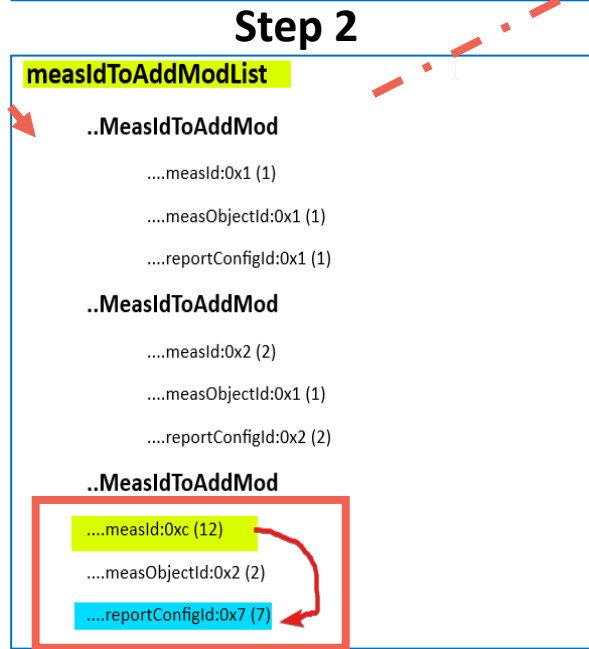 Step 2
measIdToAddModList
..MeasIdToAddMod
....measId:0x1 (1)
....measObjectId:0x1 (1)
....reportConfigId:0x1 (1)
..MeasIdToAddMod
....measId:0x2 (2)
....measObjectId:0x1 (1)
....reportConfigId:0x2 (2)
..MeasIdToAddMod
....measId:0xc (12)
....measObjectId:0x2 (2)
....reportConfigId:0x7 (7)